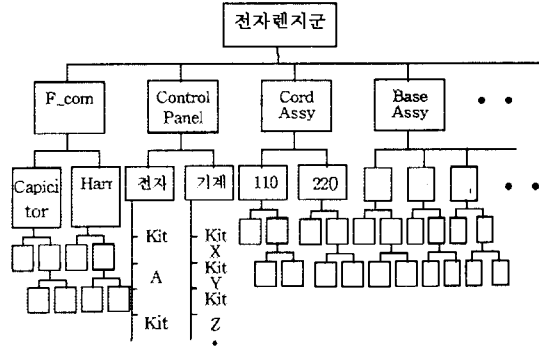 전자렌지군
F_com
Control
Panel
Cord
Assy
Base
Assy
Capici
tor
Harr
전자
기계
110
220
Kit
A
Kit
Kit
X
Kit
Y
Kit
Z